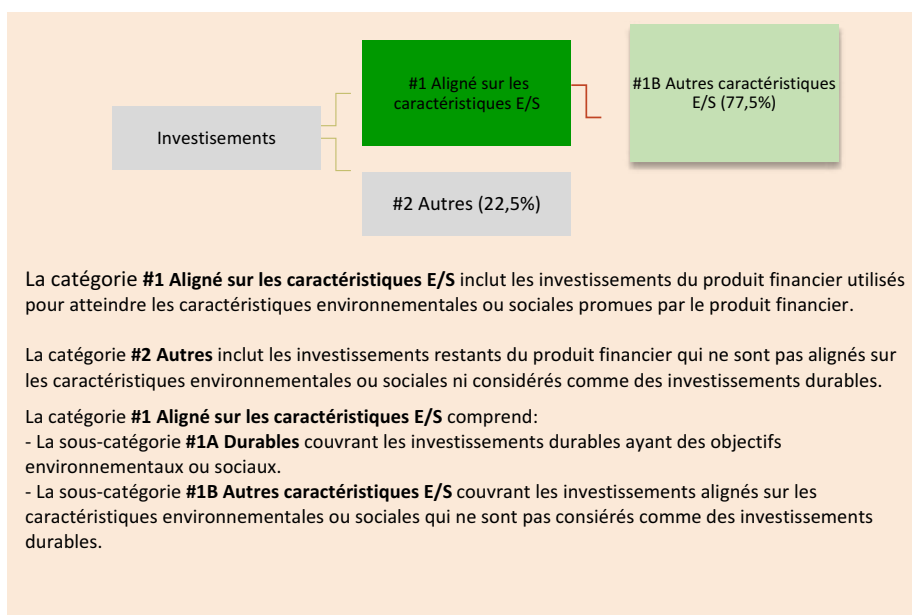 #1 Aligné sur les
caractéristiques E/S
#1B Autres caractéristiques
E/S (77,5%)
Investisements
#2 Autres (22,5%)
La catégorie #1 Aligné sur les caractéristiques E/S inclut les investissements du produit financier utilisés
pour atteindre les caractéristiques environnementales ou sociales promues par le produit financier.
La catégorie #2 Autres inclut les investissements restants du produit financier qui ne sont pas alignés sur
les caractéristiques environnementales ou sociales ni considérés comme des investissements durables.
La catégorie #1 Aligné sur les caractéristiques E/S comprend:
- La sous-catégorie #1A Durables couvrant les investissements durables ayant des objectifs
environnementaux ou sociaux.
- La sous-catégorie #1B Autres caractéristiques E/S couvrant les investissements alignés sur les
caractéristiques environnementales ou sociales qui ne sont pas consiérés comme des investissements
durables.